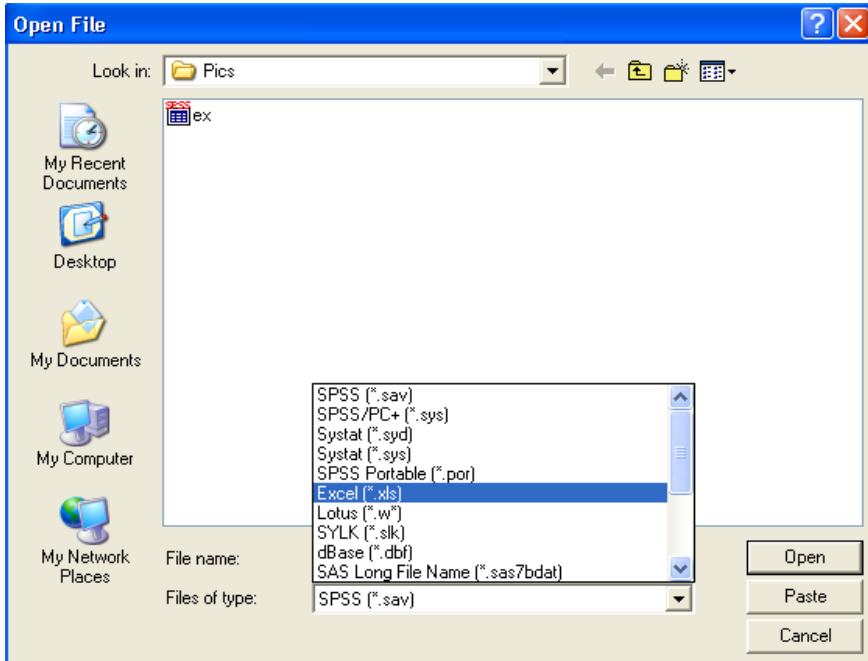 Open File
Look in:
Pics
SPSS
ex
My Recent
Documents
Desktop
My Documents
My Computer
My Network
Places
SPSS (*.sav)
SPSS/PC+ (*.sys)
Systat (*.syd)
Systat (*.sys)
SPSS Portable (*.por)
Excel (*.xls)
Lotus (*.w*)
SYLK (*.slk)
dBase (*.dbf)
SAS Long File Name (*.sas7bdat)
File name:
Files of type:
SPSS (*.sav)
Open
Paste
Cancel